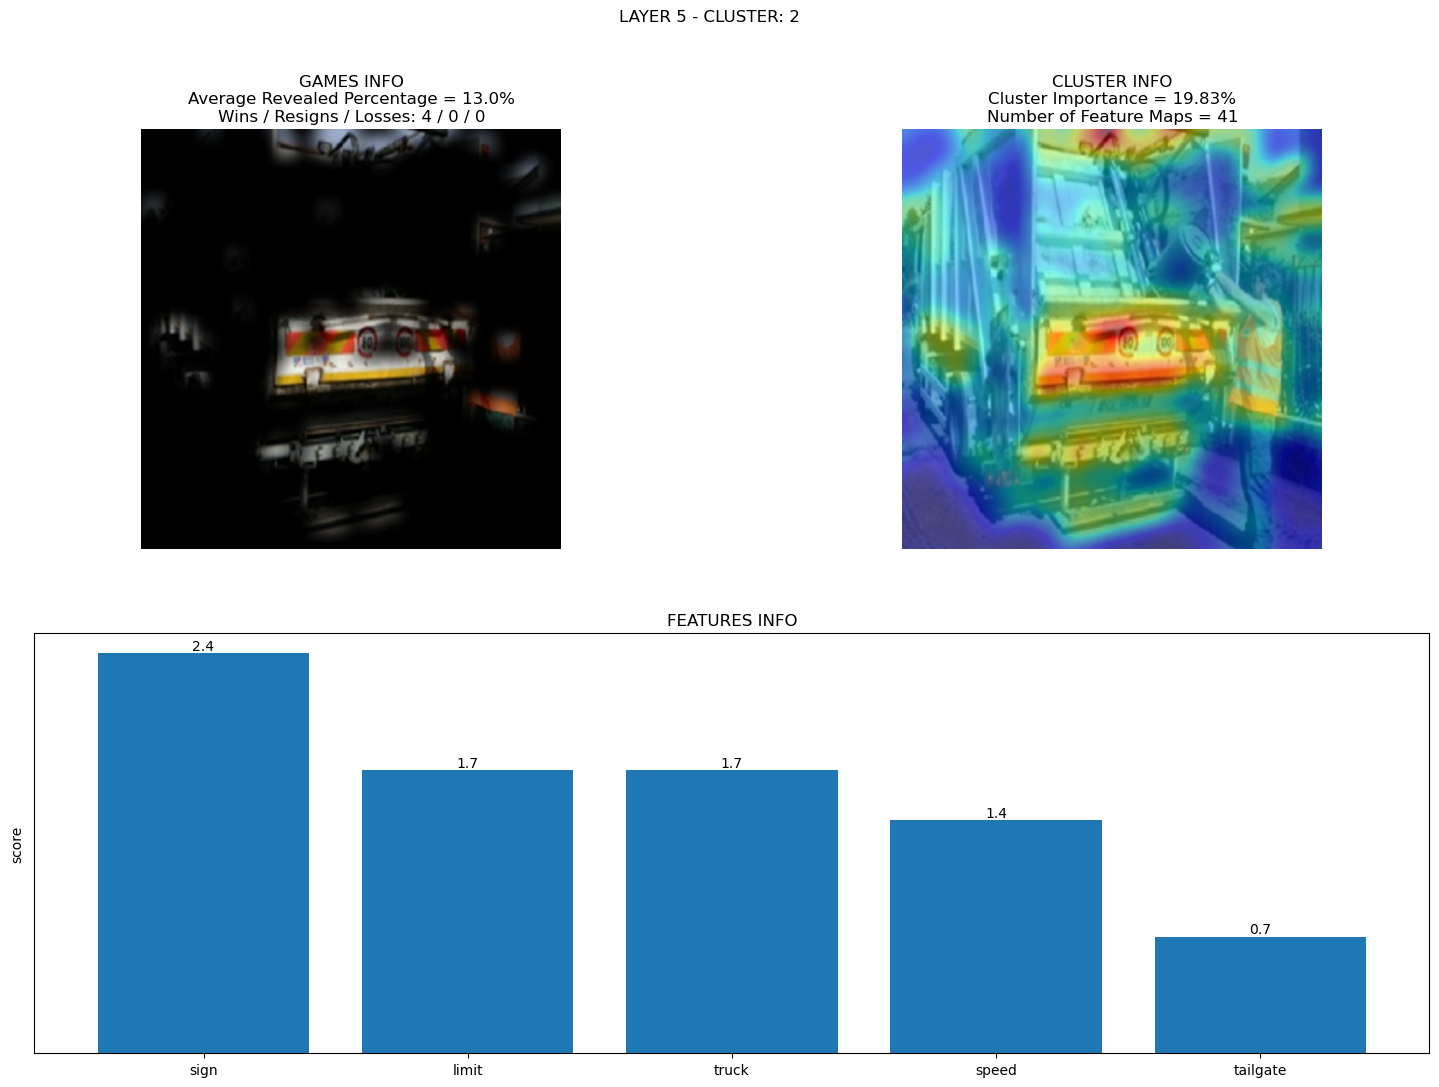 LAYER 5 - CLUSTER: 2
GAMES INFO
Average Revealed Percentage = 13.0%
Wins / Resigns / Losses: 4 / 0 / 0
CLUSTER INFO
Cluster Importance = 19.83%
Number of Feature Maps = 41
FEATURES INFO
score
2.4
1.7
1.7
1.4
0.7
sign
limit
truck
speed
tailgate